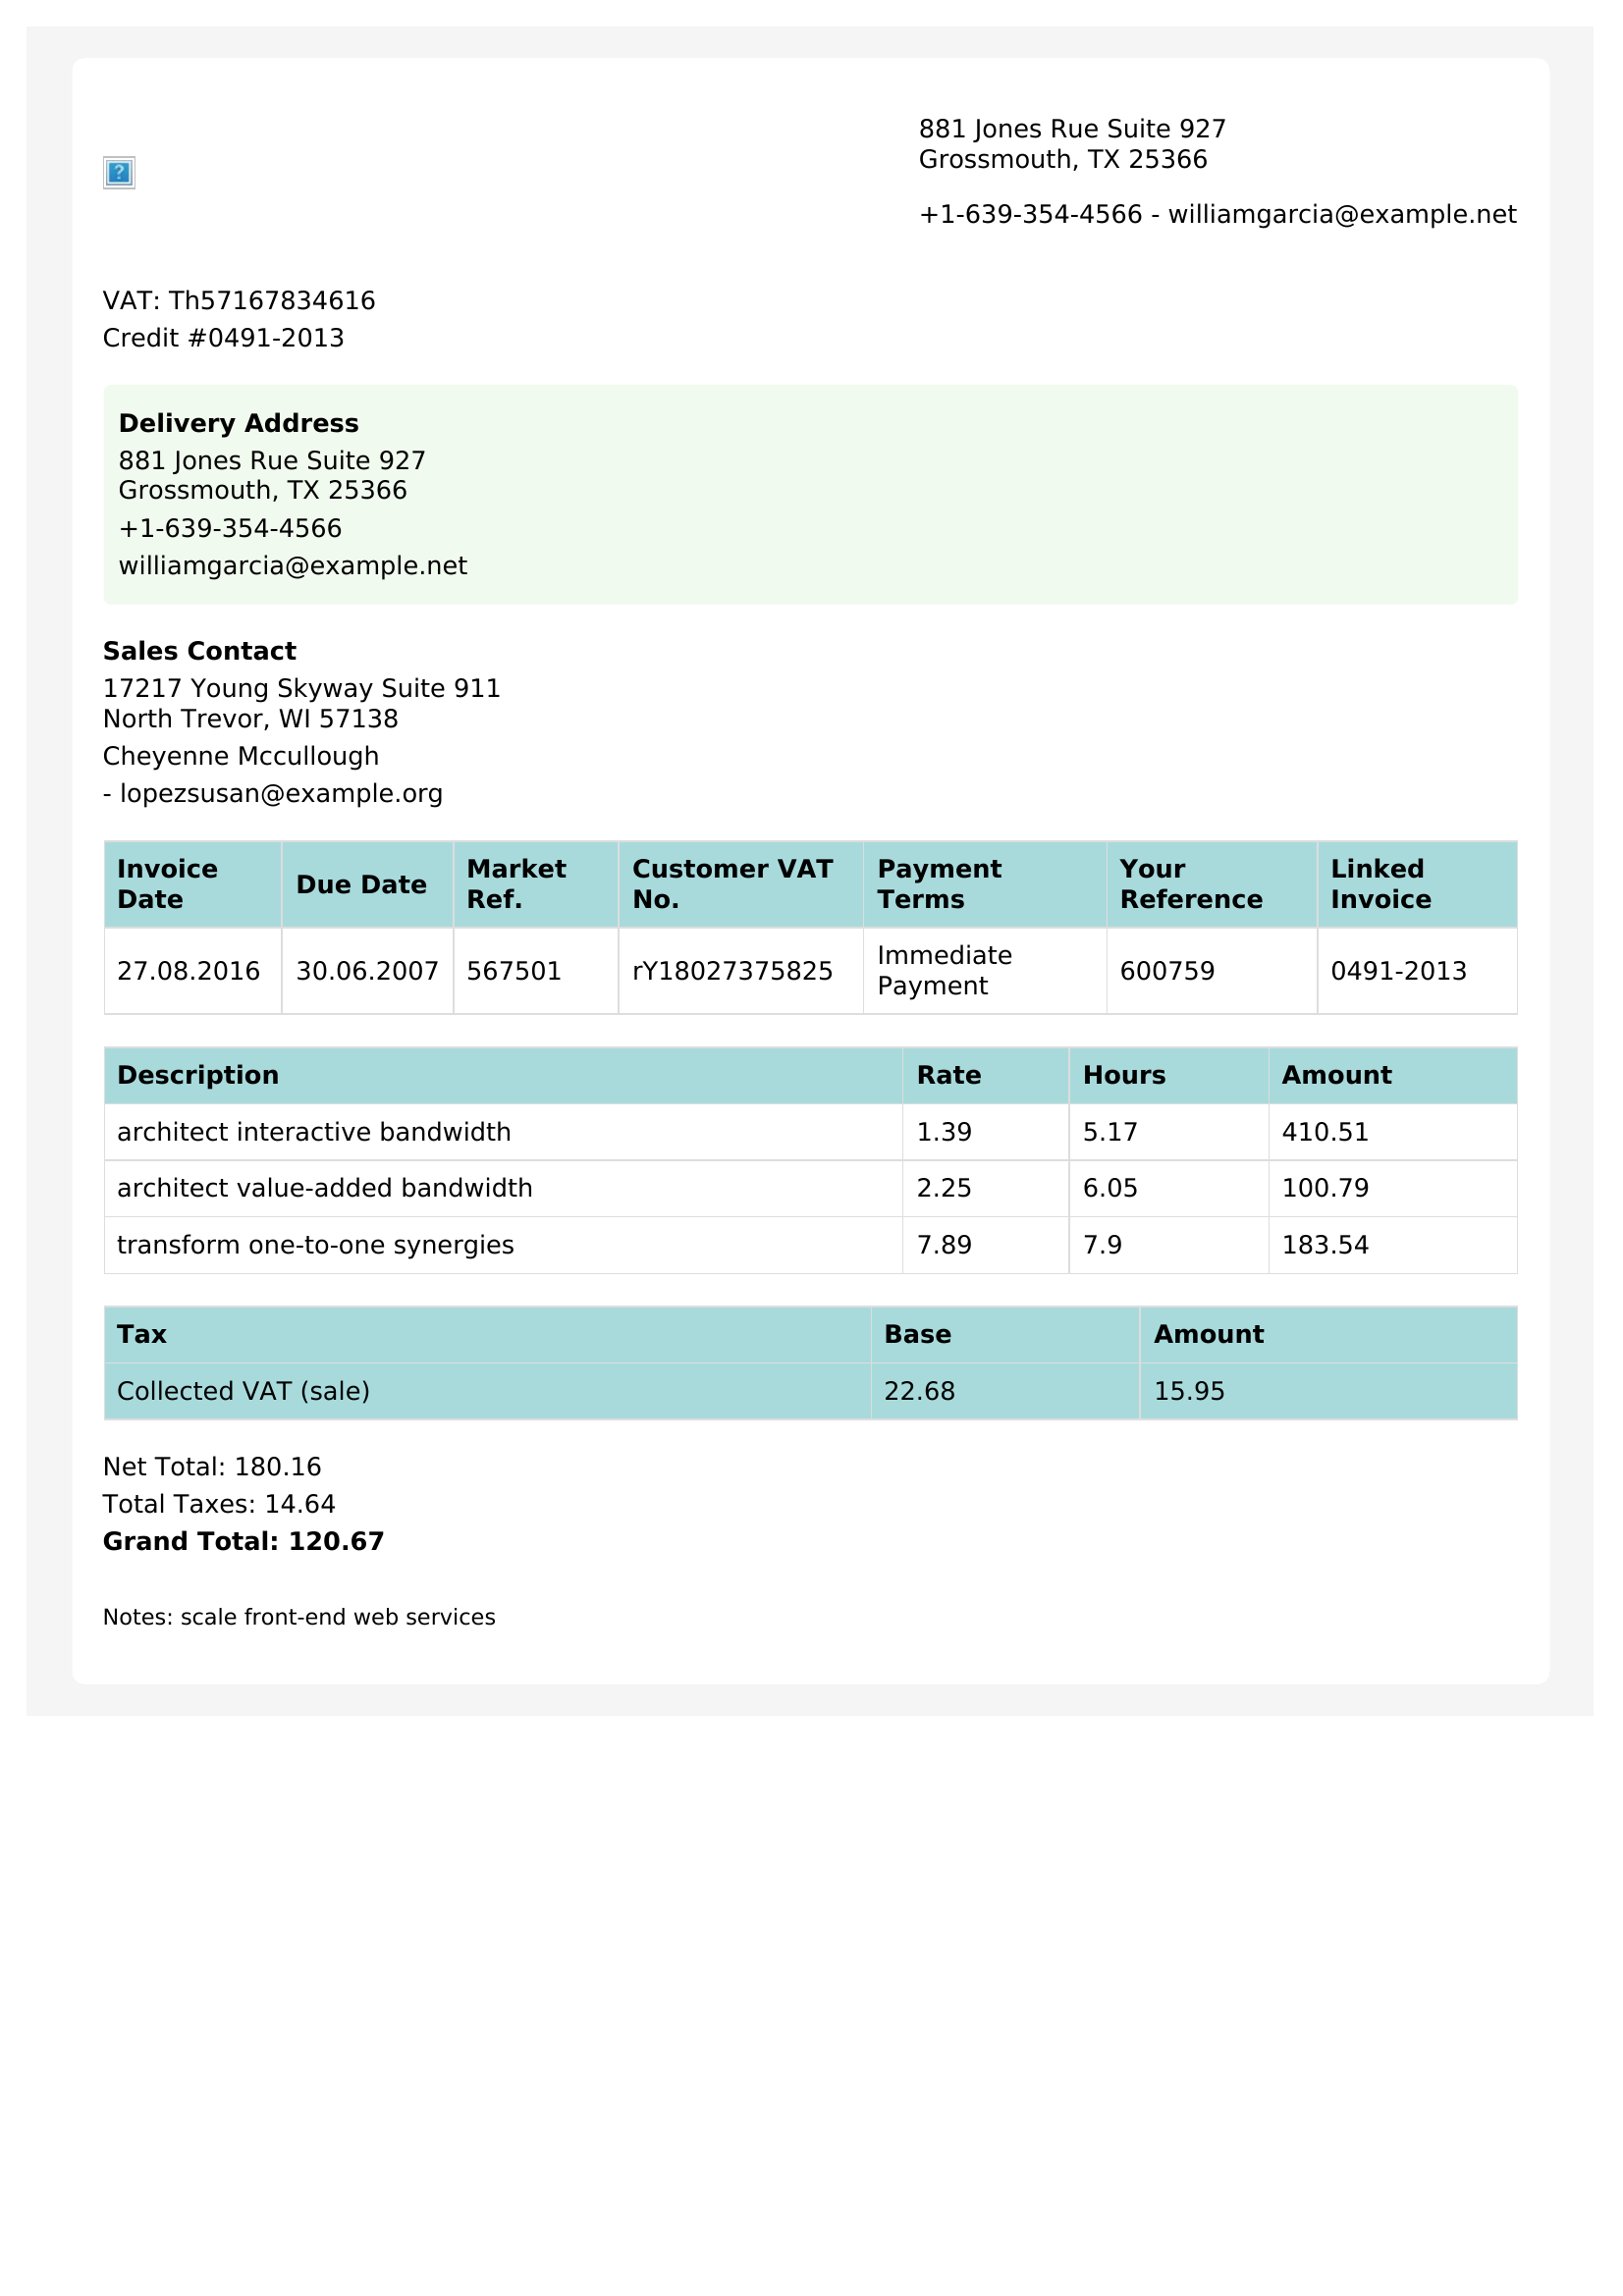 881 Jones Rue Suite 927
Grossmouth, TX 25366
+1-639-354-4566 - williamgarcia@example.net
VAT: Th57167834616
Credit #0491-2013
Delivery Address
881 Jones Rue Suite 927
Grossmouth, TX 25366
+1-639-354-4566
williamgarcia@example.net
Sales Contact
17217 Young Skyway Suite 911
North Trevor, WI 57138
Cheyenne Mccullough
- lopezsusan@example.org
Invoice Date Due Date Market Ref. Customer VAT No. Payment Terms Your Reference Linked Invoice
27.08.2016 30.06.2007 567501 rY18027375825 Immediate Payment 600759 0491-2013
Description Rate Hours Amount
architect interactive bandwidth 1.39 5.17 410.51
architect value-added bandwidth 2.25 6.05 100.79
transform one-to-one synergies 7.89 7.9 183.54
Tax Base Amount
Collected VAT (sale) 22.68 15.95
Net Total: 180.16
Total Taxes: 14.64
Grand Total: 120.67
Notes: scale front-end web services